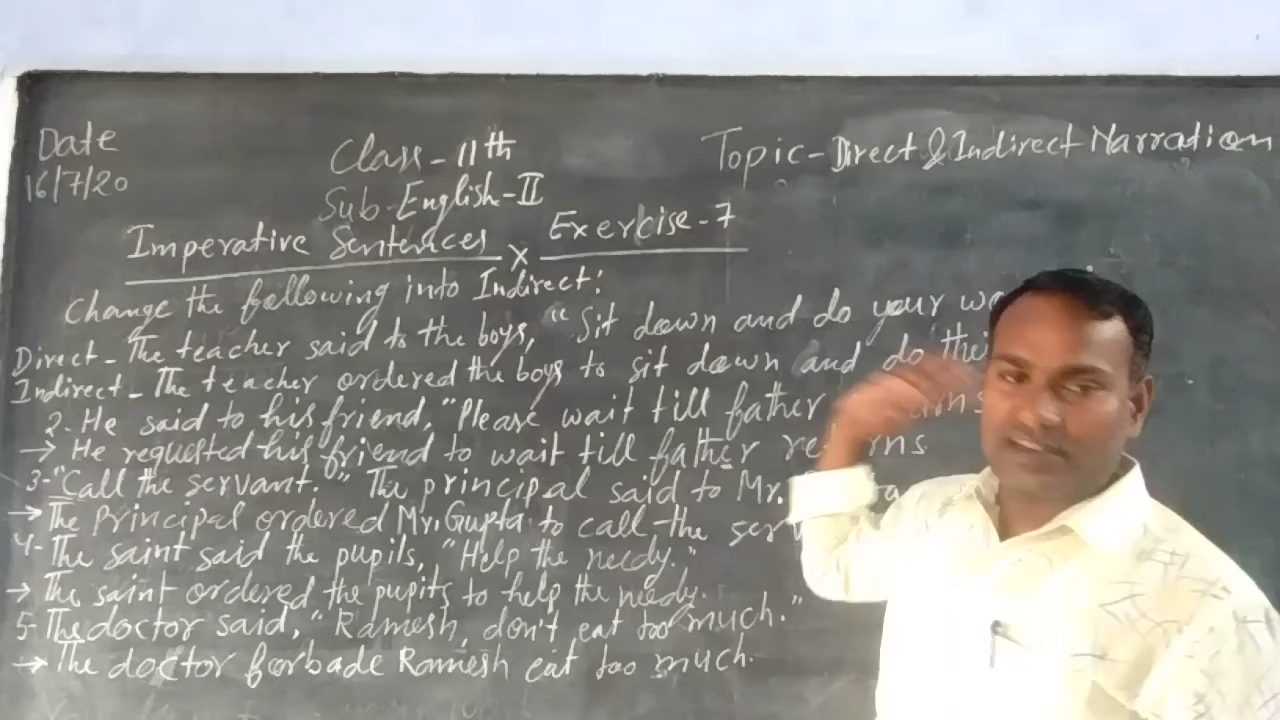 Date
16/7/20
Class - 11th
Sub - English - II
Topic - Direct & Indirect Narration
Imperative Sentences x Exercise - 7
Change the following into Indirect:
Direct - The teacher said to the boys, "Sit down and do your
Indirect - The teacher ordered the boys to sit down and do
2. He said to his friend, "Please wait till father
→ He requested his friend to wait till father returns
3- "Call the servant." The principal said to Mr.
→ The Principal ordered Mr. Gupta to call the
4- The saint said the pupils, "Help the needy."
→ The saint ordered the pupils to help the needy.
5- The doctor said, "Ramesh, don't eat too much."
→ The doctor forbade Ramesh eat too much.